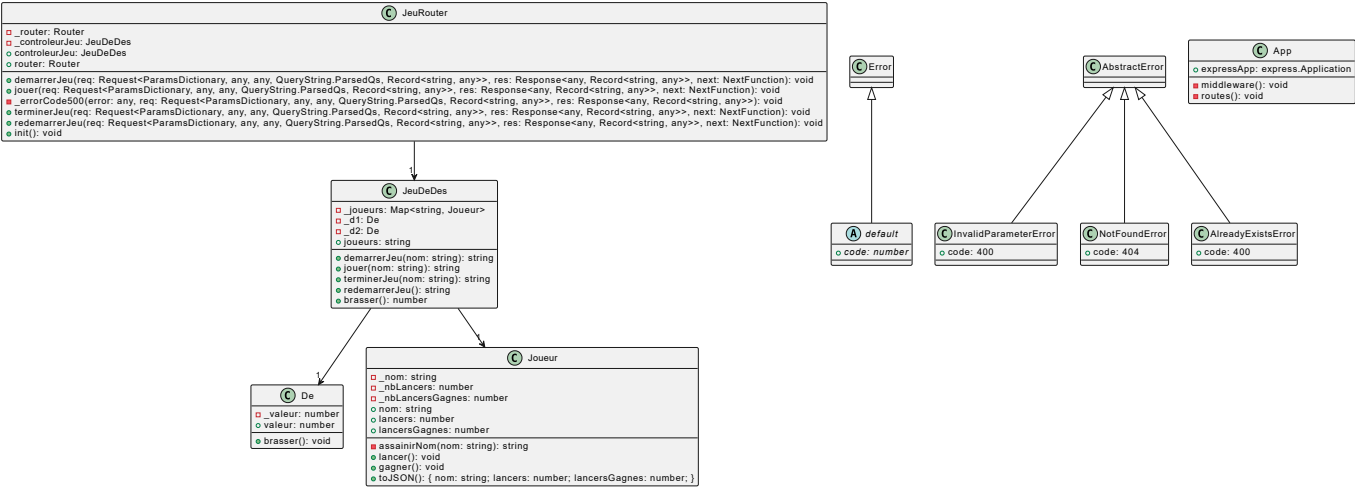 C JeuRouter
_router: Router
_controleurJeu: JeuDeDes
controleurJeu: JeuDeDes
router: Router
demarrerJeu(req: Request<ParamsDictionary, any, any, QueryString.ParsedQs, Record<string, any>>, res: Response<any, Record<string, any>>, next: NextFunction): void
jouer(req: Request<ParamsDictionary, any, any, QueryString.ParsedQs, Record<string, any>>, res: Response<any, Record<string, any>>, next: NextFunction): void
_errorCode500(error: any, req: Request<ParamsDictionary, any, any, QueryString.ParsedQs, Record<string, any>>, res: Response<any, Record<string, any>>): void
terminerJeu(req: Request<ParamsDictionary, any, any, QueryString.ParsedQs, Record<string, any>>, res: Response<any, Record<string, any>>, next: NextFunction): void
redemarrerJeu(req: Request<ParamsDictionary, any, any, QueryString.ParsedQs, Record<string, any>>, res: Response<any, Record<string, any>>, next: NextFunction): void
init(): void
1
C JeuDeDes
_joueurs: Map<string, Joueur>
_d1: De
_d2: De
joueurs: string
demarrerJeu(nom: string): string
jouer(nom: string): string
terminerJeu(nom: string): string
redemarrerJeu(): string
brasser(): number
1
1
C De
_valeur: number
valeur: number
brasser(): void
C Joueur
_nom: string
_nbLancers: number
_nbLancersGagnes: number
nom: string
lancers: number
lancersGagnes: number
assainirNom(nom: string): string
lancer(): void
gagner(): void
toJSON(): { nom: string; lancers: number; lancersGagnes: number; }
C Error
A default
code: number
C AbstractError
C InvalidParameterError
code: 400
C NotFoundError
code: 404
C AlreadyExistsError
code: 400
C App
expressApp: express.Application
middleware(): void
routes(): void